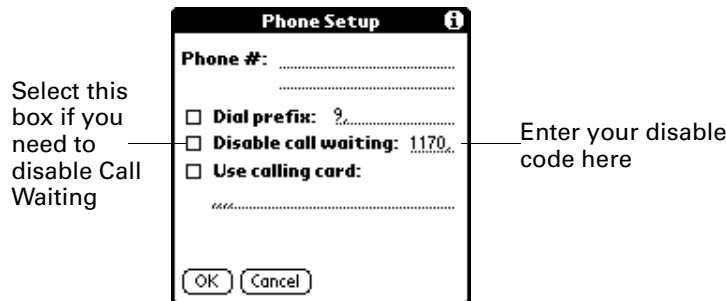 Phone Setup
Phone #:
Select this
box if you
need to
disable Call
Waiting
Dial prefix: 9,
Disable call waiting: 1170,
Use calling card:
,,,,
Enter your disable
code here
OK Cancel